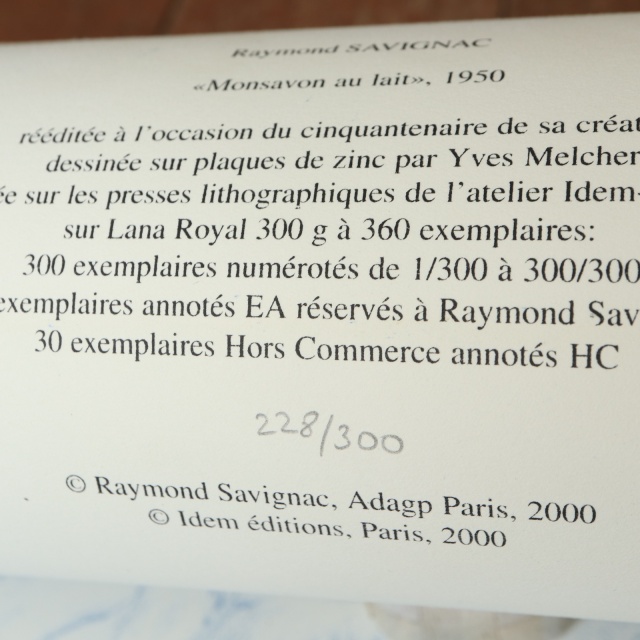 Raymond SAVIGNAC
«Monsavon au lait», 1950
rééditée à l'occasion du cinquantenaire de sa
dessinée sur plaques de zinc par Yves
sur les presses lithographiques de l'atelier Idem-
sur Lana Royal 300 g à 360 exemplaires:
300 exemplaires numérotés de 1/300 à 300/300
exemplaires annotés EA réservés à Raymond
30 exemplaires Hors Commerce annotés HC
228/300
© Raymond Savignac, Adagp Paris, 2000
© Idem éditions, Paris, 2000